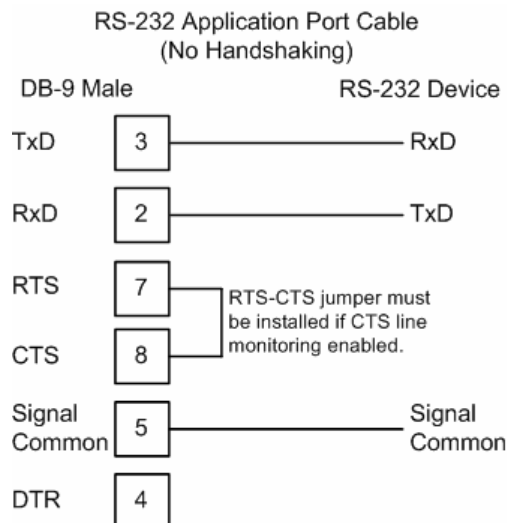 RS-232 Application Port Cable
(No Handshaking)
DB-9 Male RS-232 Device
TxD 3 RxD
RxD 2 TxD
RTS 7
RTS-CTS jumper must
be installed if CTS line
monitoring enabled.
CTS 8
Signal
Common 5 Signal
Common
DTR 4